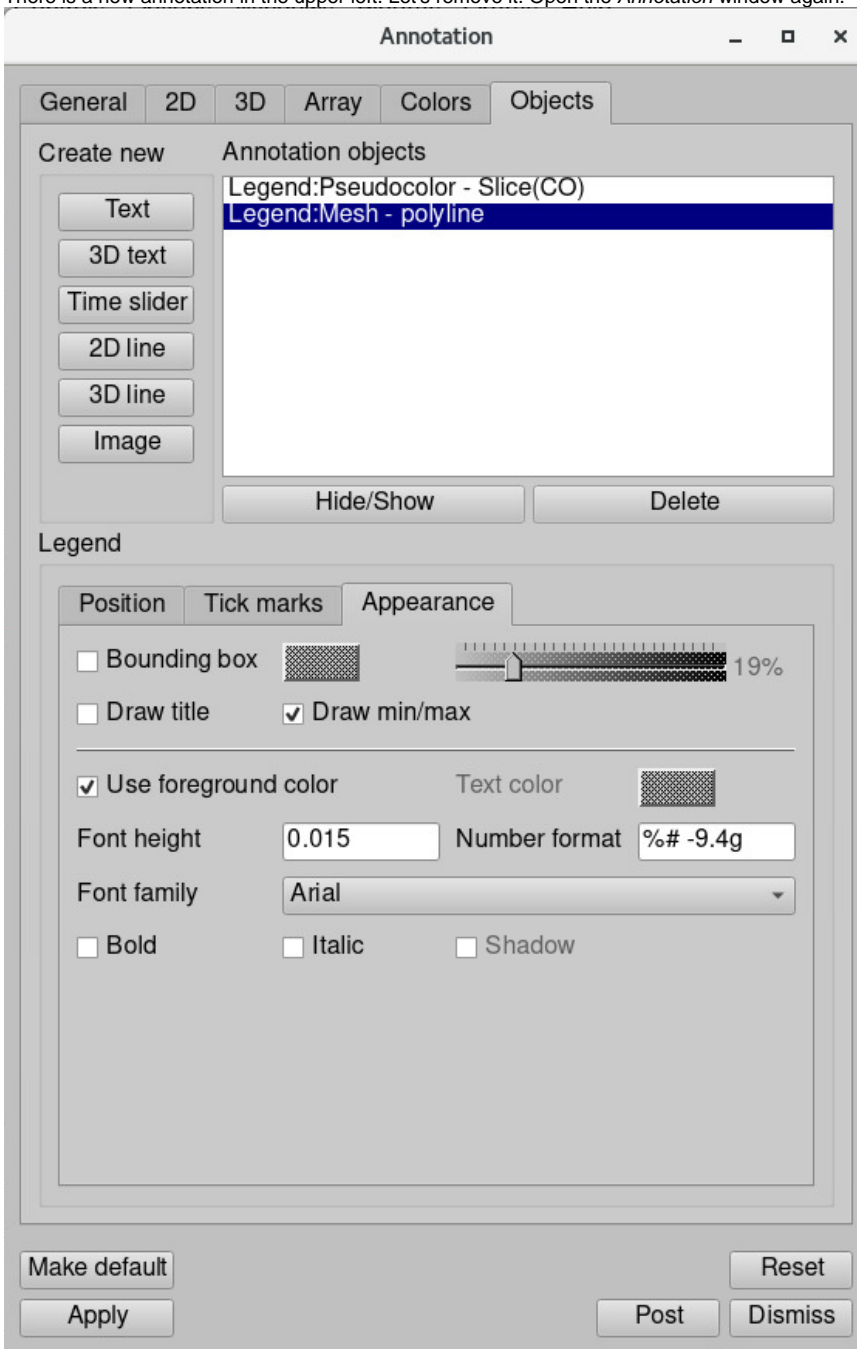 There is a new annotation in the upper left. Let's remove it. Open the Annotation window again.
Annotation
General 2D 3D Array Colors Objects
Create new Annotation objects
Legend:Pseudocolor - Slice(CO)
Text
Legend:Mesh - polyline
3D text
Time slider
2D line
3D line
Image
Hide/Show Delete
Legend
Position Tick marks Appearance
Bounding box 19%
Draw title Draw min/max
Use foreground color Text color
Font height 0.015 Number format %# -9.4g
Font family Arial
Bold Italic Shadow
Make default Reset
Apply Post Dismiss